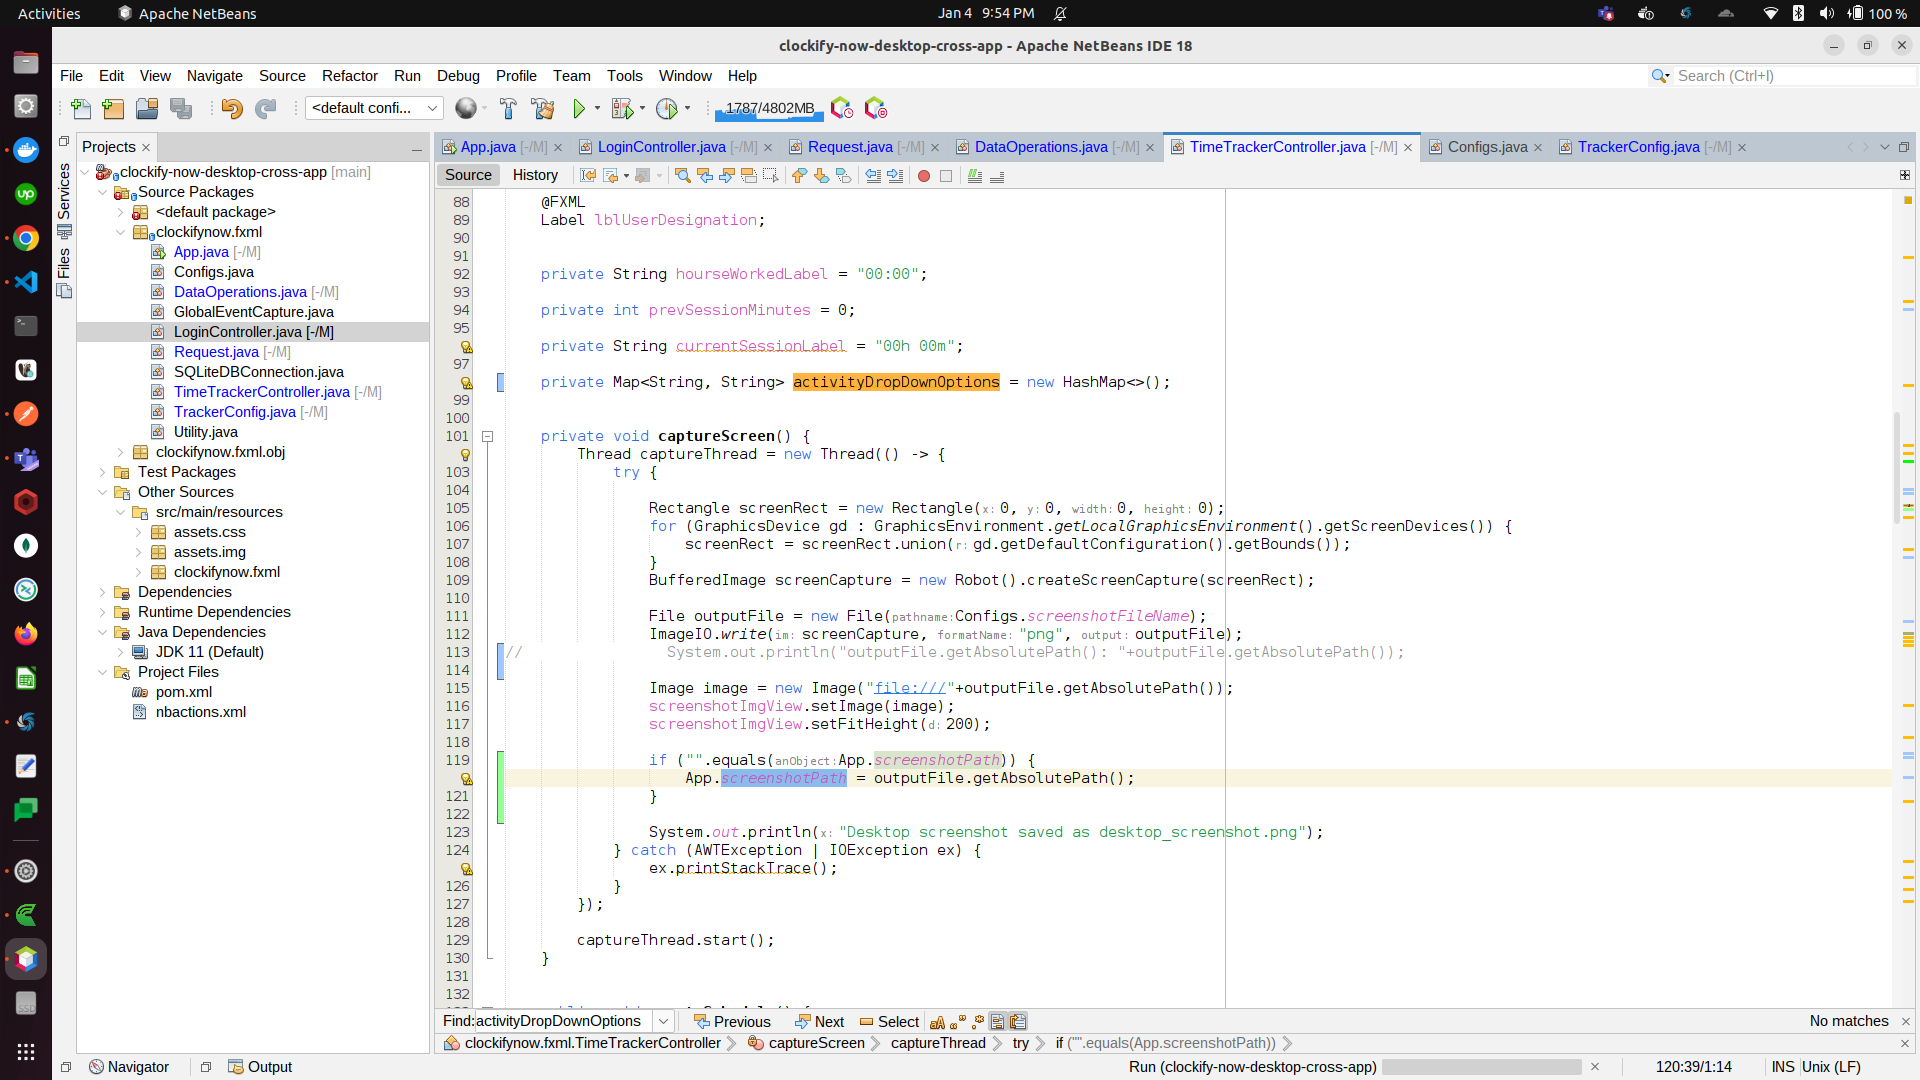 Activities
Apache NetBeans
Jan 4 9:54 PM
100 %
clockify-now-desktop-cross-app - Apache NetBeans IDE 18
File Edit View Navigate Source Refactor Run Debug Profile Team Tools Window Help
Search (Ctrl+I)
<default confi...
1787/4802MB
Services
Files
Projects
clockify-now-desktop-cross-app [main]
Source Packages
<default package>
clockifynow.fxml
App.java [-/M]
Configs.java
DataOperations.java [-/M]
GlobalEventCapture.java
LoginController.java [-/M]
Request.java [-/M]
SQLiteDBConnection.java
TimeTrackerController.java [-/M]
TrackerConfig.java [-/M]
Utility.java
clockifynow.fxml.obj
Test Packages
Other Sources
src/main/resources
assets.css
assets.img
clockifynow.fxml
Dependencies
Runtime Dependencies
Java Dependencies
JDK 11 (Default)
Project Files
pom.xml
nbactions.xml
App.java [-/M] LoginController.java [-/M] Request.java [-/M] DataOperations.java [-/M] TimeTrackerController.java [-/M] Configs.java TrackerConfig.java [-/M]
Source History
88 @FXML
89 Label lblUserDesignation;
90
91
92 private String hourseWorkedLabel = "00:00";
93
94 private int prevSessionMinutes = 0;
95
private String currentSessionLabel = "00h 00m";
97
private Map<String, String> activityDropDownOptions = new HashMap<>();
99
100
101 private void captureScreen() {
Thread captureThread = new Thread(() -> {
103 try {
104
105 Rectangle screenRect = new Rectangle(x: 0, y: 0, width: 0, height: 0);
106 for (GraphicsDevice gd : GraphicsEnvironment.getLocalGraphicsEnvironment().getScreenDevices()) {
107 screenRect = screenRect.union(r: gd.getDefaultConfiguration().getBounds());
108 }
109 BufferedImage screenCapture = new Robot().createScreenCapture(screenRect);
110
111 File outputFile = new File(pathname: Configs.screenshotFileName);
112 ImageIO.write(im: screenCapture, formatName: "png", output: outputFile);
113 // System.out.println("outputFile.getAbsolutePath(): "+outputFile.getAbsolutePath());
114
115 Image image = new Image("file:///"+outputFile.getAbsolutePath());
116 screenshotImgView.setImage(image);
117 screenshotImgView.setFitHeight(d: 200);
118
119 if ("".equals(anObject: App.screenshotPath)) {
App.screenshotPath = outputFile.getAbsolutePath();
121 }
122
123 System.out.println(x: "Desktop screenshot saved as desktop_screenshot.png");
124 } catch (AWTException | IOException ex) {
ex.printStackTrace();
126 }
127 });
128
129 captureThread.start();
130 }
131
132
Find: activityDropDownOptions Previous Next Select No matches
clockifynow.fxml.TimeTrackerController captureScreen captureThread try if ("".equals(App.screenshotPath))
Navigator Output Run (clockify-now-desktop-cross-app) 120:39/1:14 INS Unix (LF)